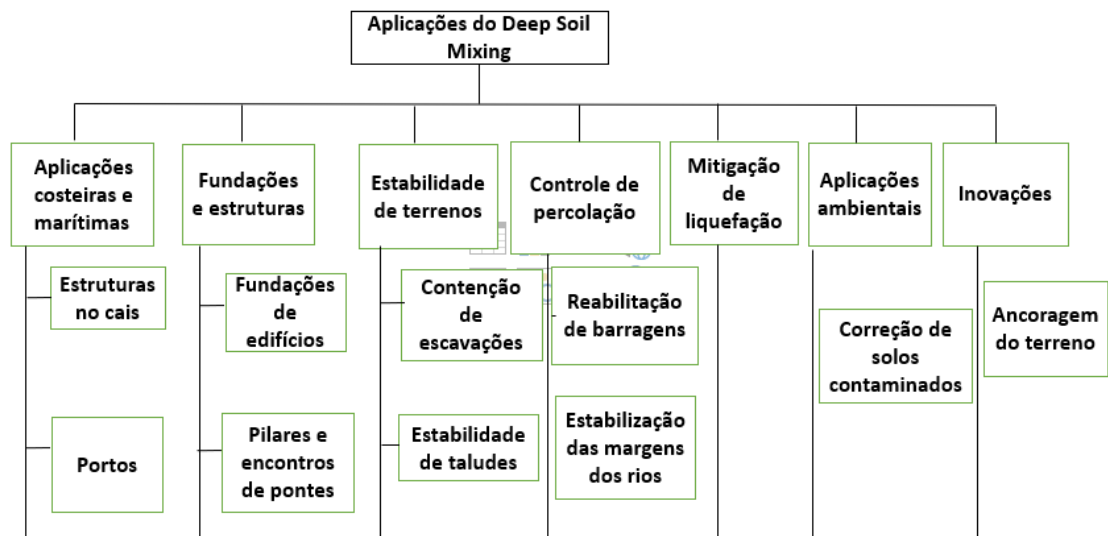 Aplicações do Deep Soil
Mixing
Aplicações
costeiras e
marítimas
Fundações
e estruturas
Estabilidade
de terrenos
Controle de
percolação
Mitigação
de
liquefação
Aplicações
ambientais
Inovações
Estruturas
no cais
Fundações
de
edifícios
Contenção
de
escavações
Reabilitação
de barragens
Correção de
solos
contaminados
Ancoragem
do terreno
Portos
Pilares e
encontros
de pontes
Estabilidade
de taludes
Estabilização
das margens
dos rios